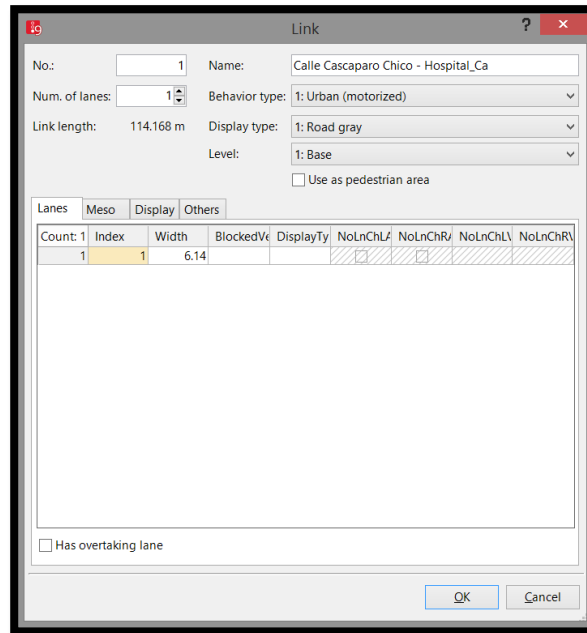 Link ? ×
No.: 1 Name: Calle Cascaparo Chico - Hospital_Ca
Num. of lanes: 1 Behavior type: 1: Urban (motorized)
Link length: 114.168 m Display type: 1: Road gray
Level: 1: Base
Use as pedestrian area
Lanes Meso Display Others
Count: 1 Index Width BlockedVe DisplayTy NoLnChLA NoLnChRA NoLnChL\ NoLnChR\
1 1 6.14
Has overtaking lane
OK Cancel